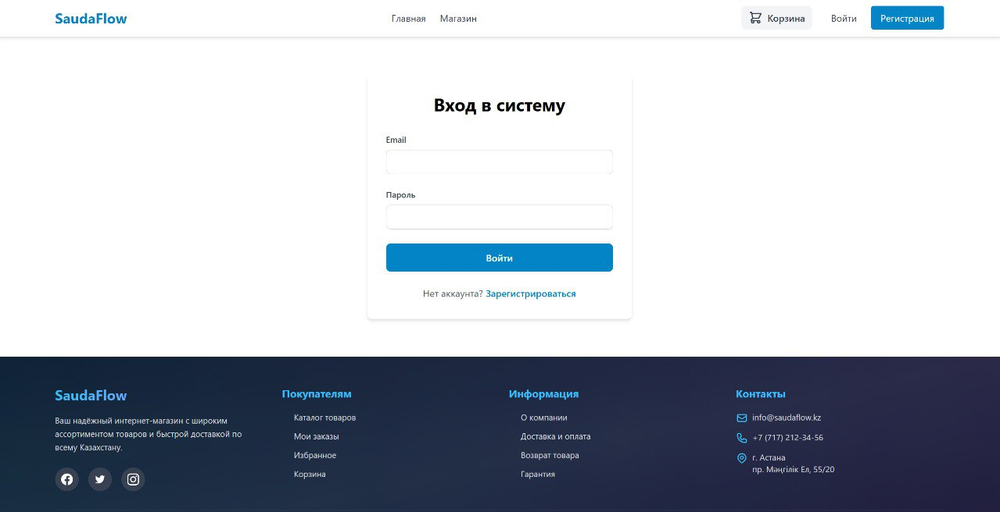 SaudaFlow
Главная
Магазин
Корзина
Войти
Регистрация
Вход в систему
Email
Пароль
Войти
Нет аккаунта? Зарегистрироваться
SaudaFlow
Ваш надёжный интернет-магазин с широким
ассортиментом товаров и быстрой доставкой по
всему Казахстану.
Покупателям
Каталог товаров
Мои заказы
Избранное
Корзина
Информация
О компании
Доставка и оплата
Возврат товара
Гарантия
Контакты
info@saudaflow.kz
+7 (717) 212-34-56
г. Астана
пр. Мәңгілік Ел, 55/20